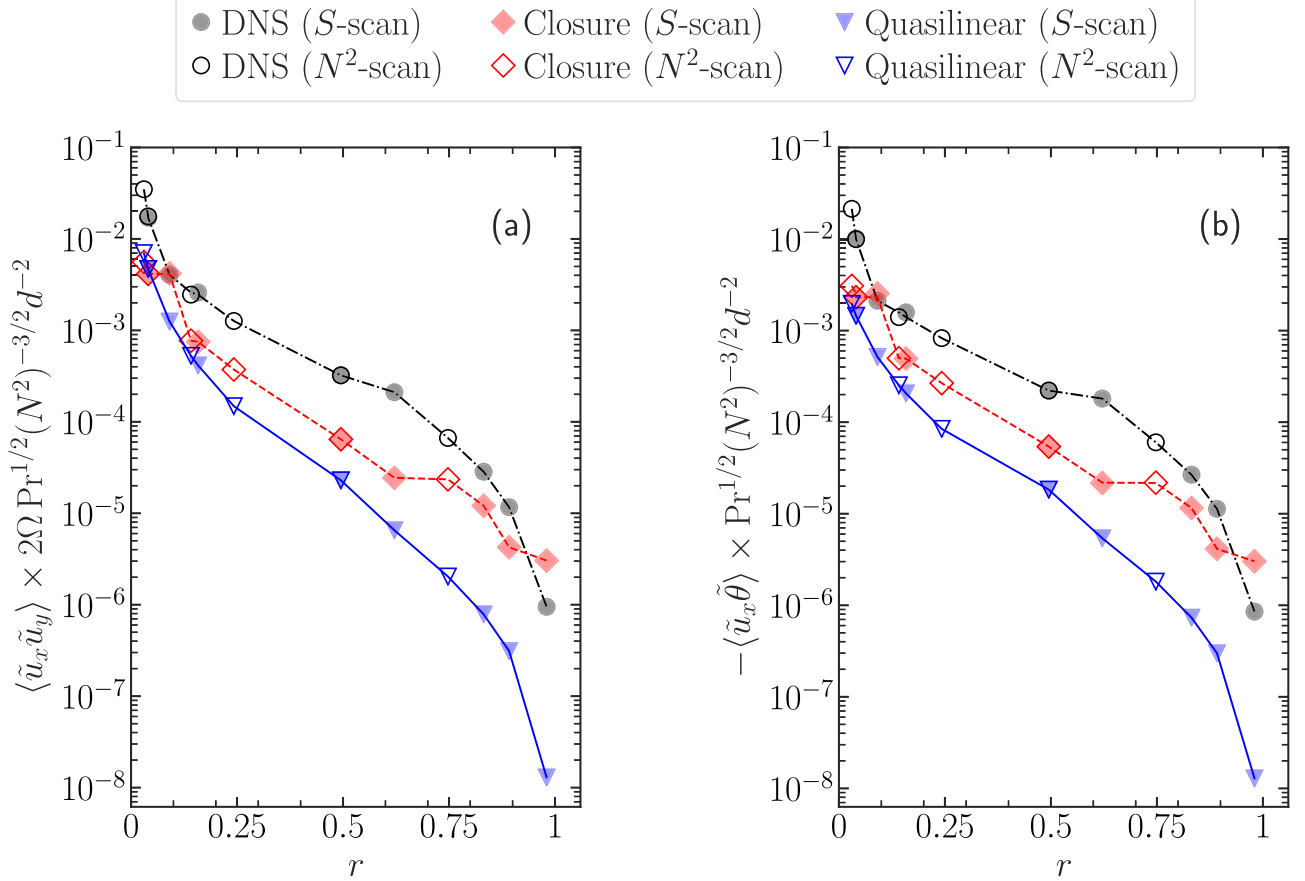 DNS (S-scan) Closure (S-scan) Quasilinear (S-scan)
DNS (N²-scan) Closure (N²-scan) Quasilinear (N²-scan)
(a)
⟨ũₓũ_y⟩ × 2Ω Pr^{1/2}(N²)^{−3/2}d^{−2}
10⁻¹
10⁻²
10⁻³
10⁻⁴
10⁻⁵
10⁻⁶
10⁻⁷
10⁻⁸
0 0.25 0.5 0.75 1
r
(b)
−⟨ũₓθ̃⟩ × Pr^{1/2}(N²)^{−3/2}d^{−2}
10⁻¹
10⁻²
10⁻³
10⁻⁴
10⁻⁵
10⁻⁶
10⁻⁷
10⁻⁸
0 0.25 0.5 0.75 1
r